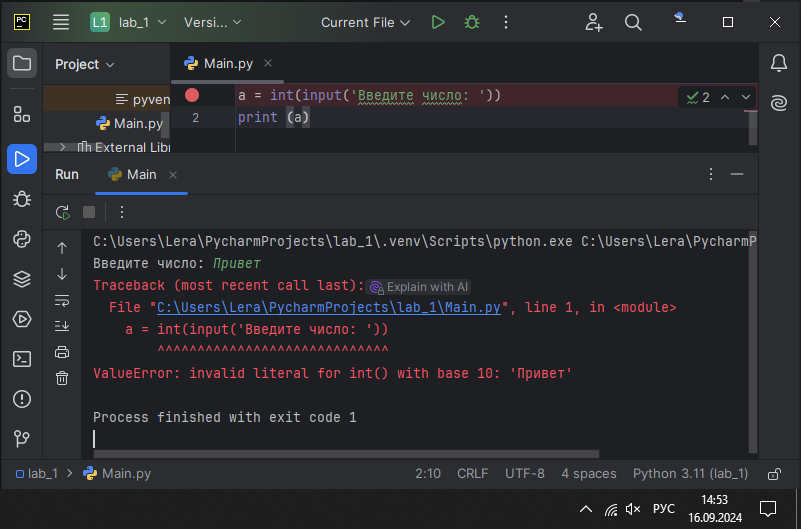 PC L1 lab_1 Versi... Current File
Project
Main.py
pyven
Main.py
External Libr
a = int(input('Введите число: '))
2
2 print (a)
Run Main
C:\Users\Lera\PycharmProjects\lab_1\.venv\Scripts\python.exe C:\Users\Lera\PycharmP
Введите число: Привет
Traceback (most recent call last): Explain with AI
File "C:\Users\Lera\PycharmProjects\lab_1\Main.py", line 1, in <module>
a = int(input('Введите число: '))
^^^^^^^^^^^^^^^^^^^^^^^^^^^^^
ValueError: invalid literal for int() with base 10: 'Привет'
Process finished with exit code 1
lab_1 > Main.py 2:10 CRLF UTF-8 4 spaces Python 3.11 (lab_1)
РУС
14:53
16.09.2024